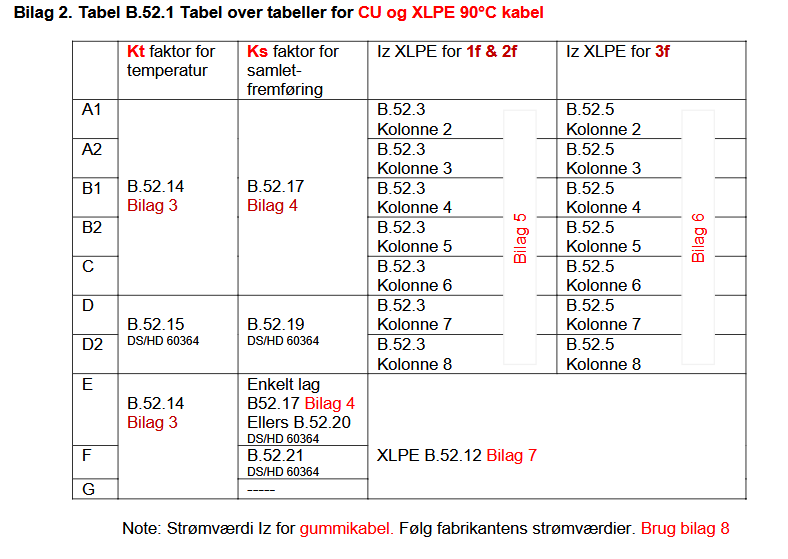 Bilag 2. Tabel B.52.1 Tabel over tabeller for CU og XLPE 90°C kabel
Kt faktor for
temperatur
Ks faktor for
samlet-
fremføring
Iz XLPE for 1f & 2f
Iz XLPE for 3f
A1
B.52.3
Kolonne 2
B.52.5
Kolonne 2
A2
B.52.3
Kolonne 3
B.52.5
Kolonne 3
B1
B.52.14
Bilag 3
B.52.17
Bilag 4
B.52.3
Kolonne 4
B.52.5
Kolonne 4
B2
B.52.3
Kolonne 5
B.52.5
Kolonne 5
C
B.52.3
Kolonne 6
B.52.5
Kolonne 6
Bilag 5
Bilag 6
D
B.52.15
DS/HD 60364
B.52.19
DS/HD 60364
B.52.3
Kolonne 7
B.52.5
Kolonne 7
D2
B.52.3
Kolonne 8
B.52.5
Kolonne 8
E
B.52.14
Bilag 3
Enkelt lag
B52.17 Bilag 4
Ellers B.52.20
DS/HD 60364
F
B.52.21
DS/HD 60364
XLPE B.52.12 Bilag 7
G
-----
Note: Strømværdi Iz for gummikabel. Følg fabrikantens strømværdier. Brug bilag 8